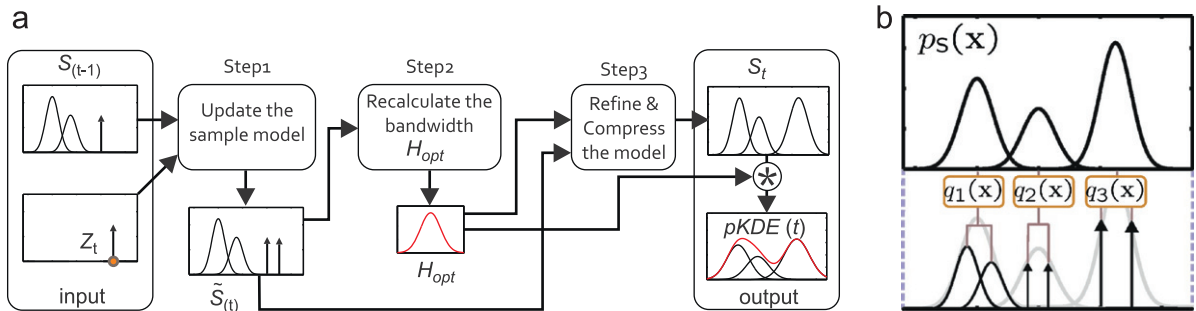 a
S(t-1)
Zt
input
Step1
Update the
sample model
S̃(t)
Step2
Recalculate the
bandwidth
Hopt
Hopt
Step3
Refine &
Compress
the model
St
*
pKDE (t)
output
b
pS(x)
q1(x)
q2(x)
q3(x)